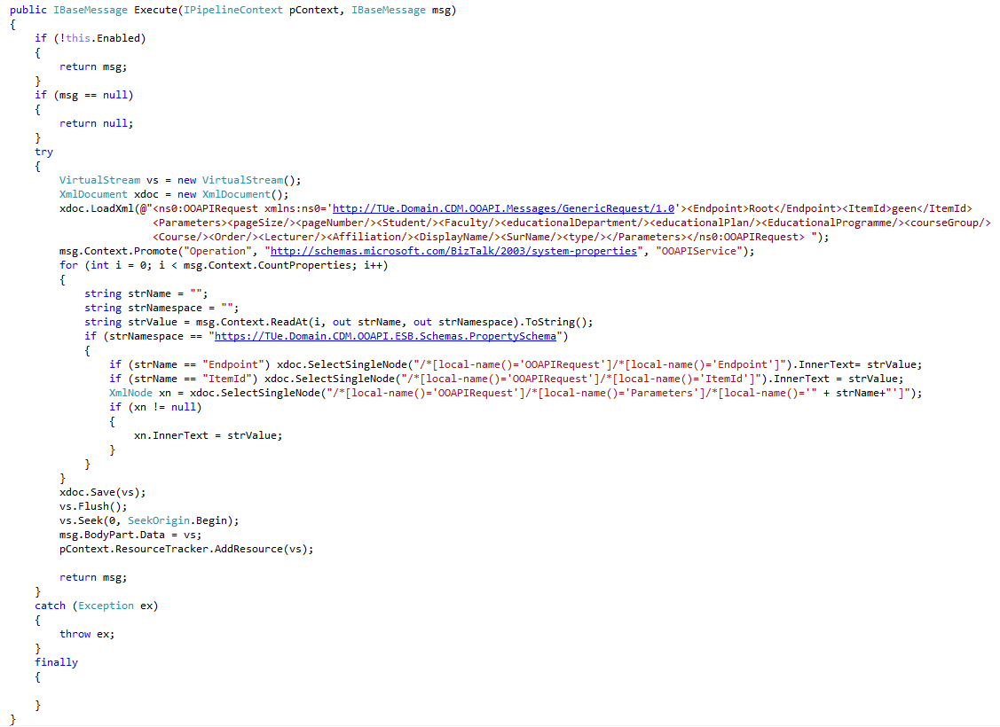 public IBaseMessage Execute(IPipelineContext pContext, IBaseMessage msg)
{
    if (!this.Enabled)
    {
        return msg;
    }
    if (msg == null)
    {
        return null;
    }
    try
    {
        VirtualStream vs = new VirtualStream();
        XmlDocument xdoc = new XmlDocument();
        xdoc.LoadXml(@"<ns0:OOAPIRequest xmlns:ns0='http://TUe.Domain.CDM.OOAPI.Messages/GenericRequest/1.0'><Endpoint>Root</Endpoint><ItemId>geen</ItemId>
                       <Parameters><pageSize/><pageNumber/><Student/><Faculty/><educationalDepartment/><educationalPlan/><EducationalProgramme/><courseGroup/>
                       <Course/><Order/><Lecturer/><Affiliation/><DisplayName/><SurName/><type/></Parameters></ns0:OOAPIRequest> ");
        msg.Context.Promote("Operation", "http://schemas.microsoft.com/BizTalk/2003/system-properties", "OOAPIService");
        for (int i = 0; i < msg.Context.CountProperties; i++)
        {
            string strName = "";
            string strNamespace = "";
            string strValue = msg.Context.ReadAt(i, out strName, out strNamespace).ToString();
            if (strNamespace == "https://TUe.Domain.CDM.OOAPI.ESB.Schemas.PropertySchema")
            {
                if (strName == "Endpoint") xdoc.SelectSingleNode("/*[local-name()='OOAPIRequest']/*[local-name()='Endpoint']").InnerText= strValue;
                if (strName == "ItemId") xdoc.SelectSingleNode("/*[local-name()='OOAPIRequest']/*[local-name()='ItemId']").InnerText = strValue;
                XmlNode xn = xdoc.SelectSingleNode("/*[local-name()='OOAPIRequest']/*[local-name()='Parameters']/*[local-name()='" + strName+"']");
                if (xn != null)
                {
                    xn.InnerText = strValue;
                }
            }
        }
        xdoc.Save(vs);
        vs.Flush();
        vs.Seek(0, SeekOrigin.Begin);
        msg.BodyPart.Data = vs;
        pContext.ResourceTracker.AddResource(vs);

        return msg;
    }
    catch (Exception ex)
    {
        throw ex;
    }
    finally
    {

    }
}